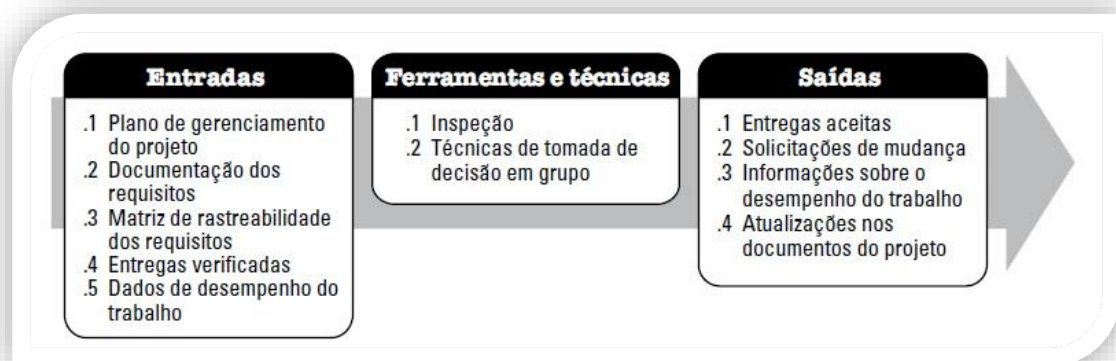 Entradas
.1 Plano de gerenciamento
do projeto
.2 Documentação dos
requisitos
.3 Matriz de rastreabilidade
dos requisitos
.4 Entregas verificadas
.5 Dados de desempenho do
trabalho
Ferramentas e técnicas
.1 Inspeção
.2 Técnicas de tomada de
decisão em grupo
Saídas
.1 Entregas aceitas
.2 Solicitações de mudança
.3 Informações sobre o
desempenho do trabalho
.4 Atualizações nos
documentos do projeto